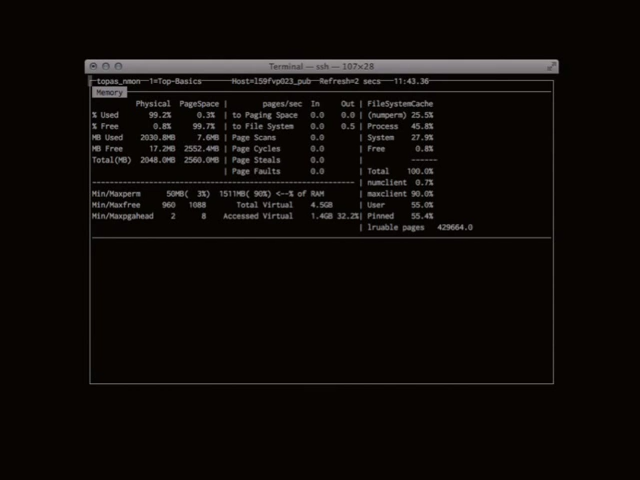 Terminal — ssh — 107×28
topas_nmon 1=Top-Basics Host=l59fvp023_pub Refresh=2 secs 11:43.36
Memory
Physical PageSpace | pages/sec In Out | FileSystemCache
% Used 99.2% 0.3% | to Paging Space 0.0 0.0 | (numperm) 25.5%
% Free 0.8% 99.7% | to File System 0.0 0.5 | Process 45.8%
MB Used 2030.8MB 7.6MB | Page Scans 0.0 | System 27.9%
MB Free 17.2MB 2552.4MB | Page Cycles 0.0 | Free 0.8%
Total(MB) 2048.0MB 2560.0MB | Page Steals 0.0 | ------
| Page Faults 0.0 | Total 100.0%
------------------------------------------------------------ | numclient 0.7%
Min/Maxperm 50MB( 3%) 1511MB( 90%) <--% of RAM | maxclient 90.0%
Min/Maxfree 960 1088 Total Virtual 4.5GB | User 55.0%
Min/Maxpgahead 2 8 Accessed Virtual 1.4GB 32.2%| Pinned 55.4%
| lruable pages 429664.0